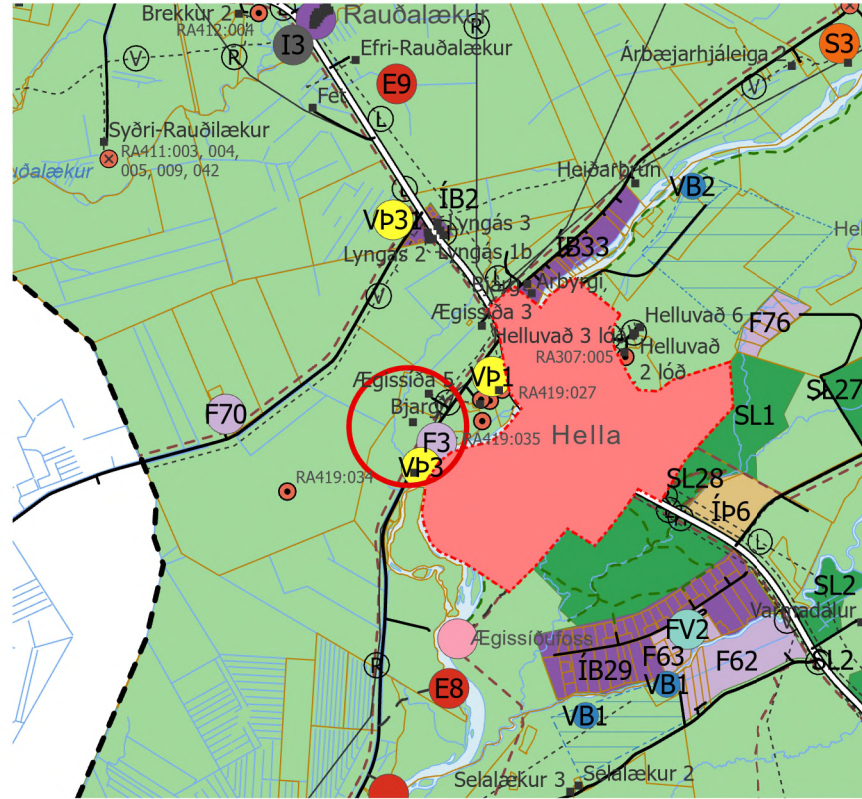 Brekkur 2
RA412:004
Rauðalækur
I3
Efri-Rauðalækur
Árbæjarhjáleiga 2
S3
V
R
R
V
E9
Fet
L
Syðri-Rauðilækur
RA411:003, 004,
005, 009, 042
Heiðarbrún
VB2
L
ÍB2
VÞ31
Lyngás 3
Lyngás 2
Lyngás 1b
ÍB33
V
L
Bjarg
Árbyrgi,
Ægissíða 3
Helluvað 6
Helluvað 3 lóð
F76
RA307:005
Helluvað
2 lóð
VÞ1
Ægissíða 5
RA419:027
SL1
SL27
F70
Bjarg
V
F3
RA419:035
Hella
VÞ3
RA419:034
SL28
ÍÞ6
L
L
SL2
Varmadalur
Ægissíðufoss
FV2
R
F63
F62
SL2
ÍB29
E8
VB1
VB1
Selalækur 3
Selalækur 2